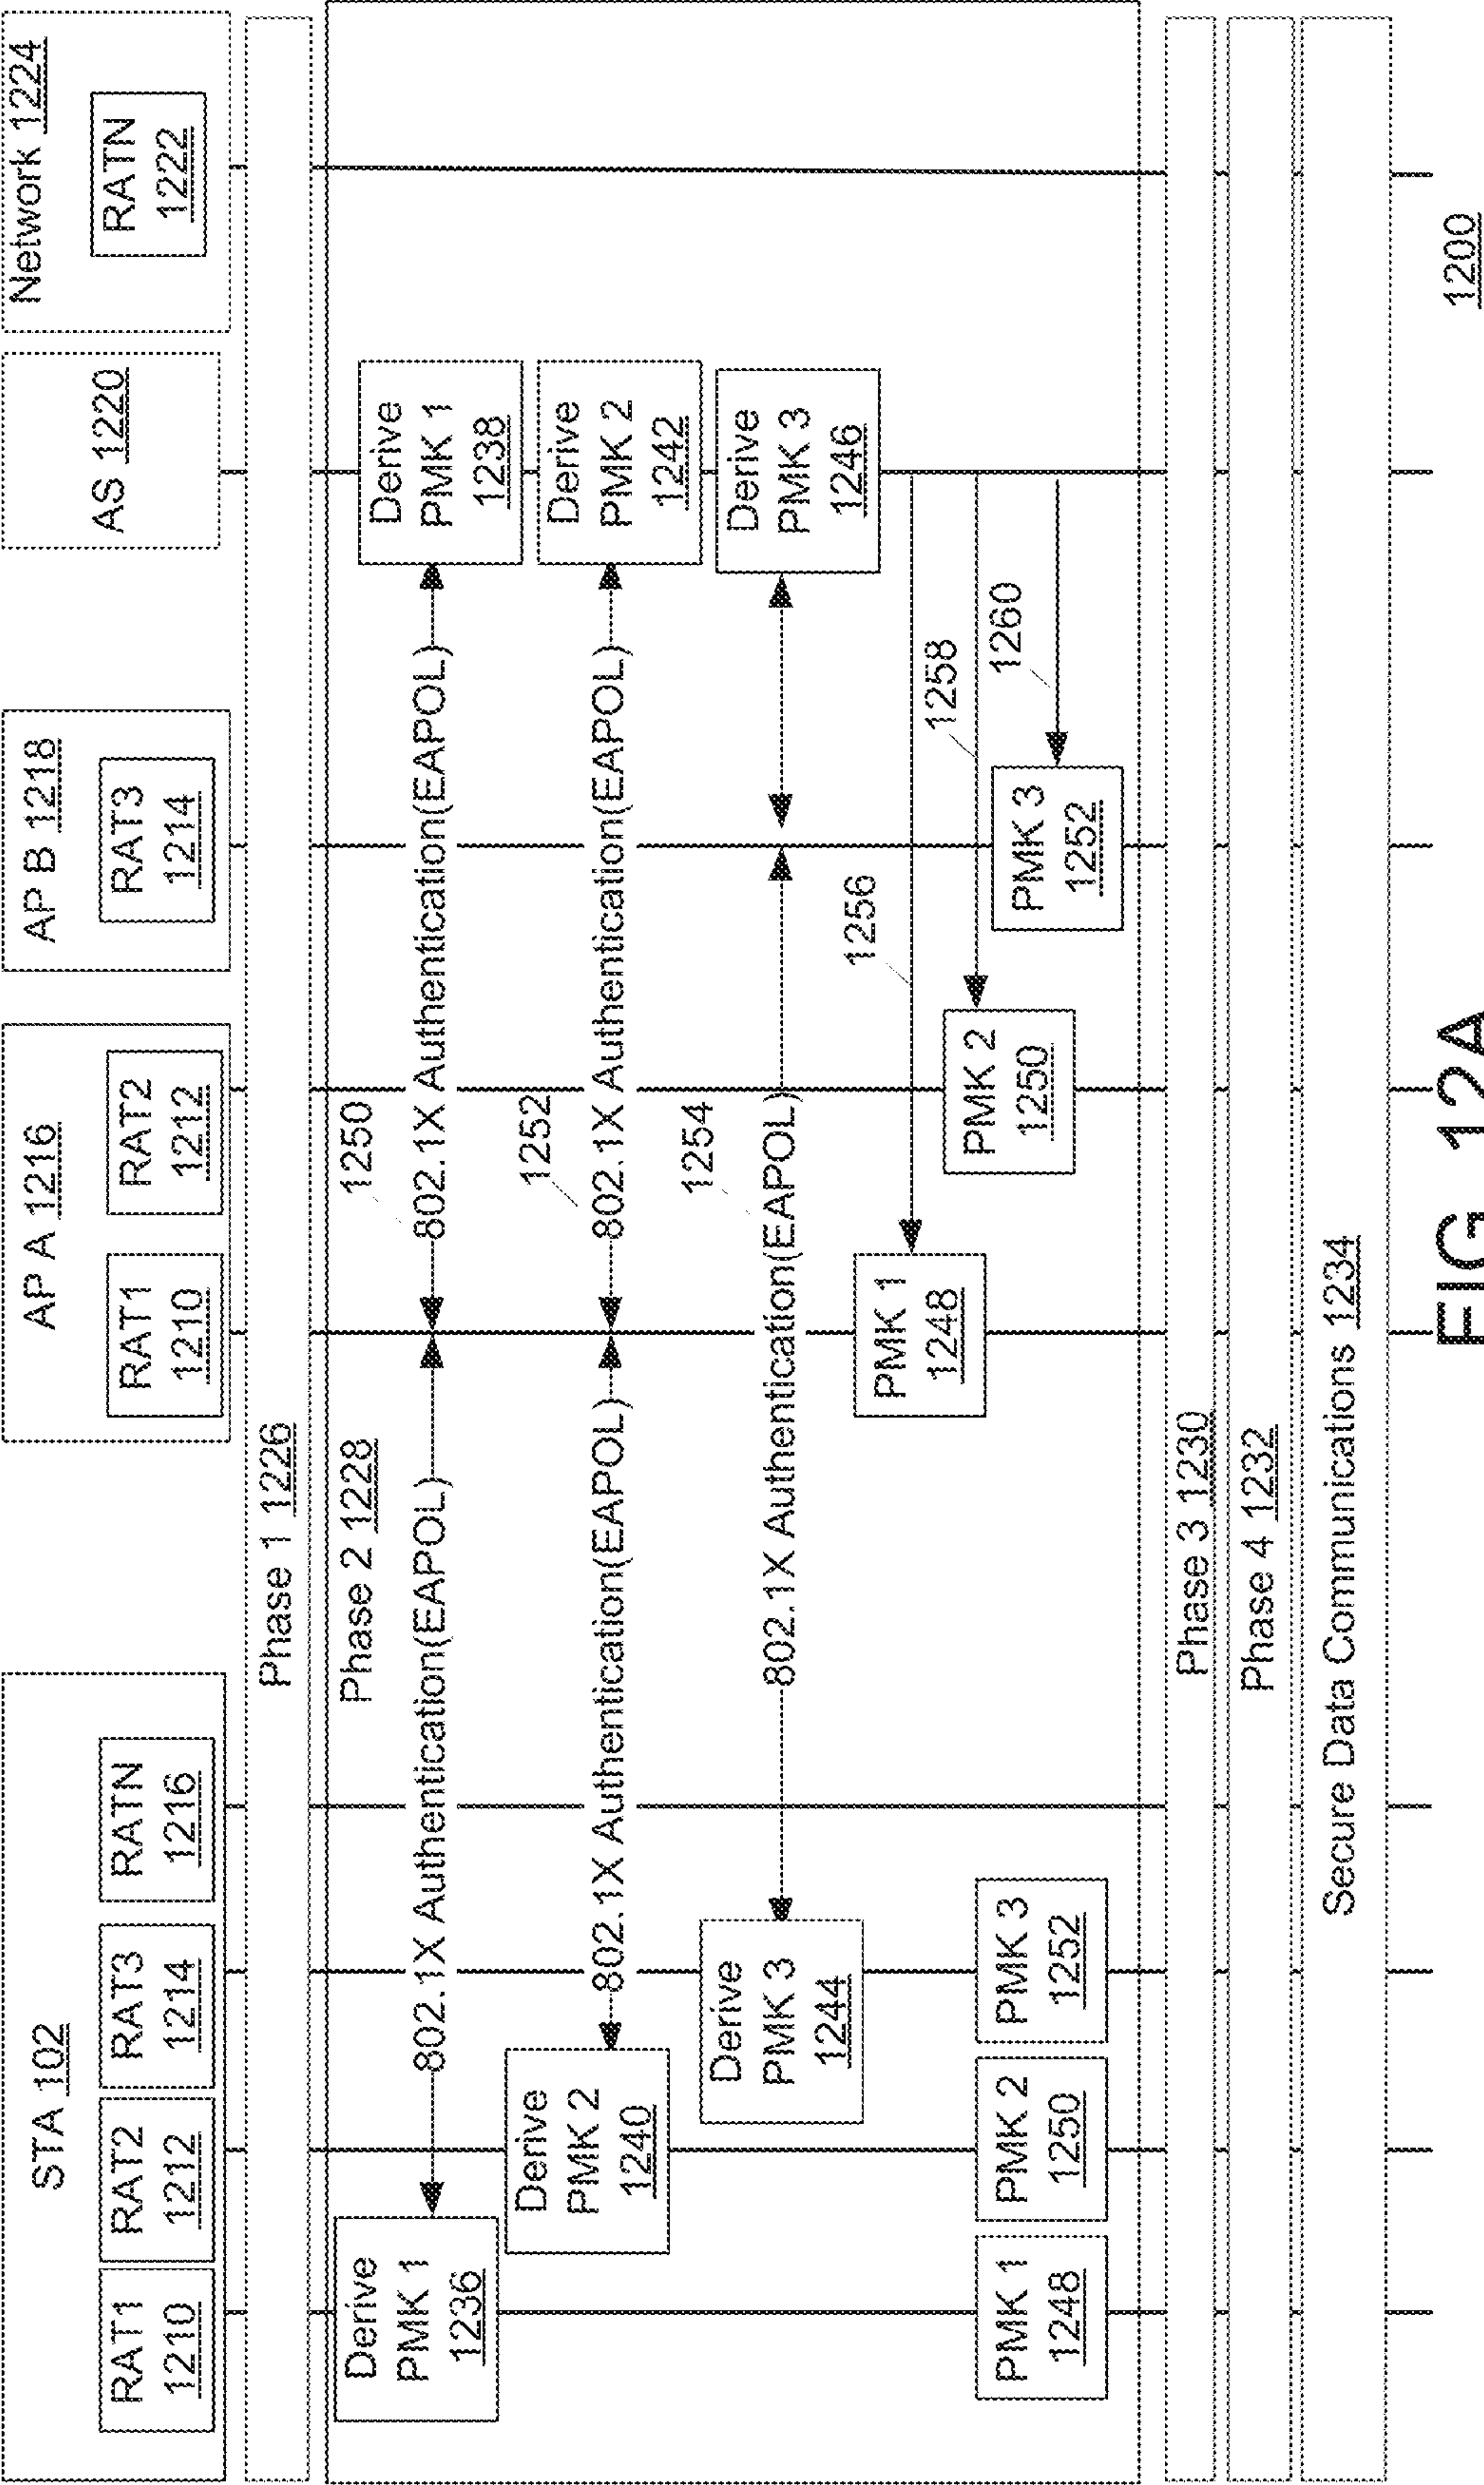 STA 102
RAT1
1210
RAT2
1212
RAT3
1214
RATN
1216
AP A 1216
RAT1
1210
RAT2
1212
AP B 1218
RAT3
1214
AS 1220
Network 1224
RATN
1222
Phase 1 1226
Phase 2 1228
Derive
PMK 1
1236
802.1X Authentication(EAPOL)
1250
802.1X Authentication(EAPOL)
Derive
PMK 1
1238
Derive
PMK 2
1240
802.1X Authentication(EAPOL)
1252
802.1X Authentication(EAPOL)
Derive
PMK 2
1242
Derive
PMK 3
1244
802.1X Authentication(EAPOL)
1254
Derive
PMK 3
1246
1256
1258
1260
PMK 1
1248
PMK 2
1250
PMK 3
1252
PMK 1
1248
PMK 2
1250
PMK 3
1252
Phase 3 1230
Phase 4 1232
Secure Data Communications 1234
1200
FIG. 12A